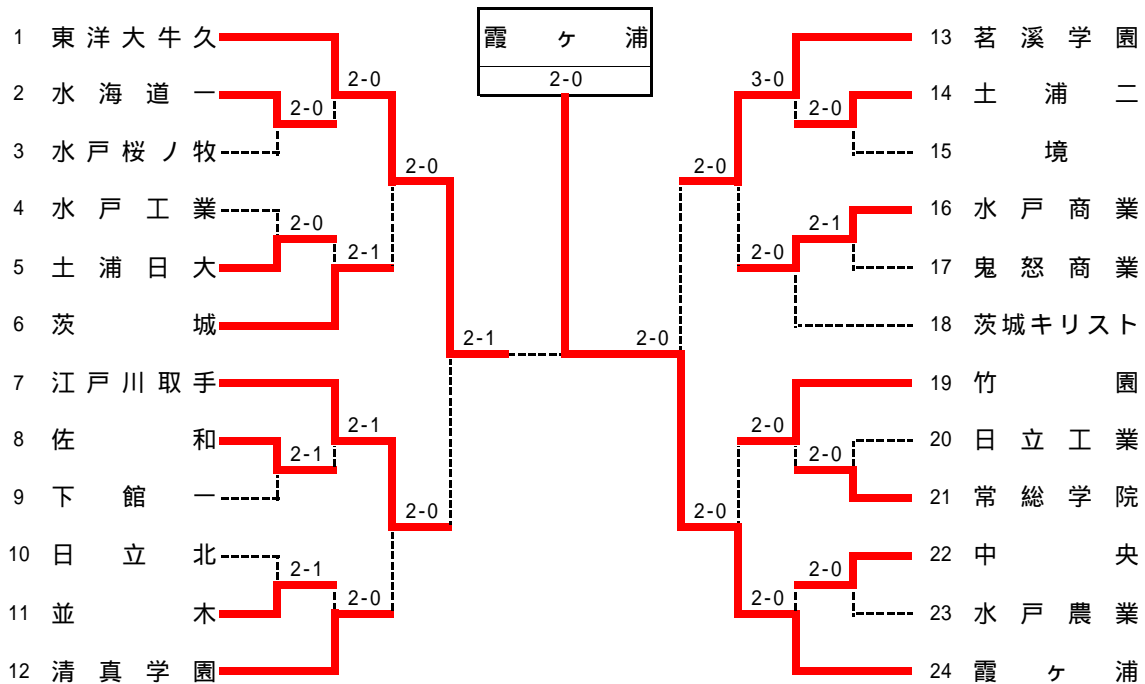 霞ヶ浦
2-0
1 東洋大牛久
2 水海道一
3 水戸桜ノ牧
4 水戸工業
5 土浦日大
6 茨城
7 江戸川取手
8 佐和
9 下館一
10 日立北
11 並木
12 清真学園
2-0
2-0
2-0
2-0
2-1
2-1
2-1
2-1
2-0
2-1
2-0
13 茗溪学園
14 土浦二
15 境
16 水戸商業
17 鬼怒商業
18 茨城キリスト
19 竹園
20 日立工業
21 常総学院
22 中央
23 水戸農業
24 霞ヶ浦
3-0
2-0
2-1
2-0
2-0
2-0
2-0
2-0
2-0
2-0